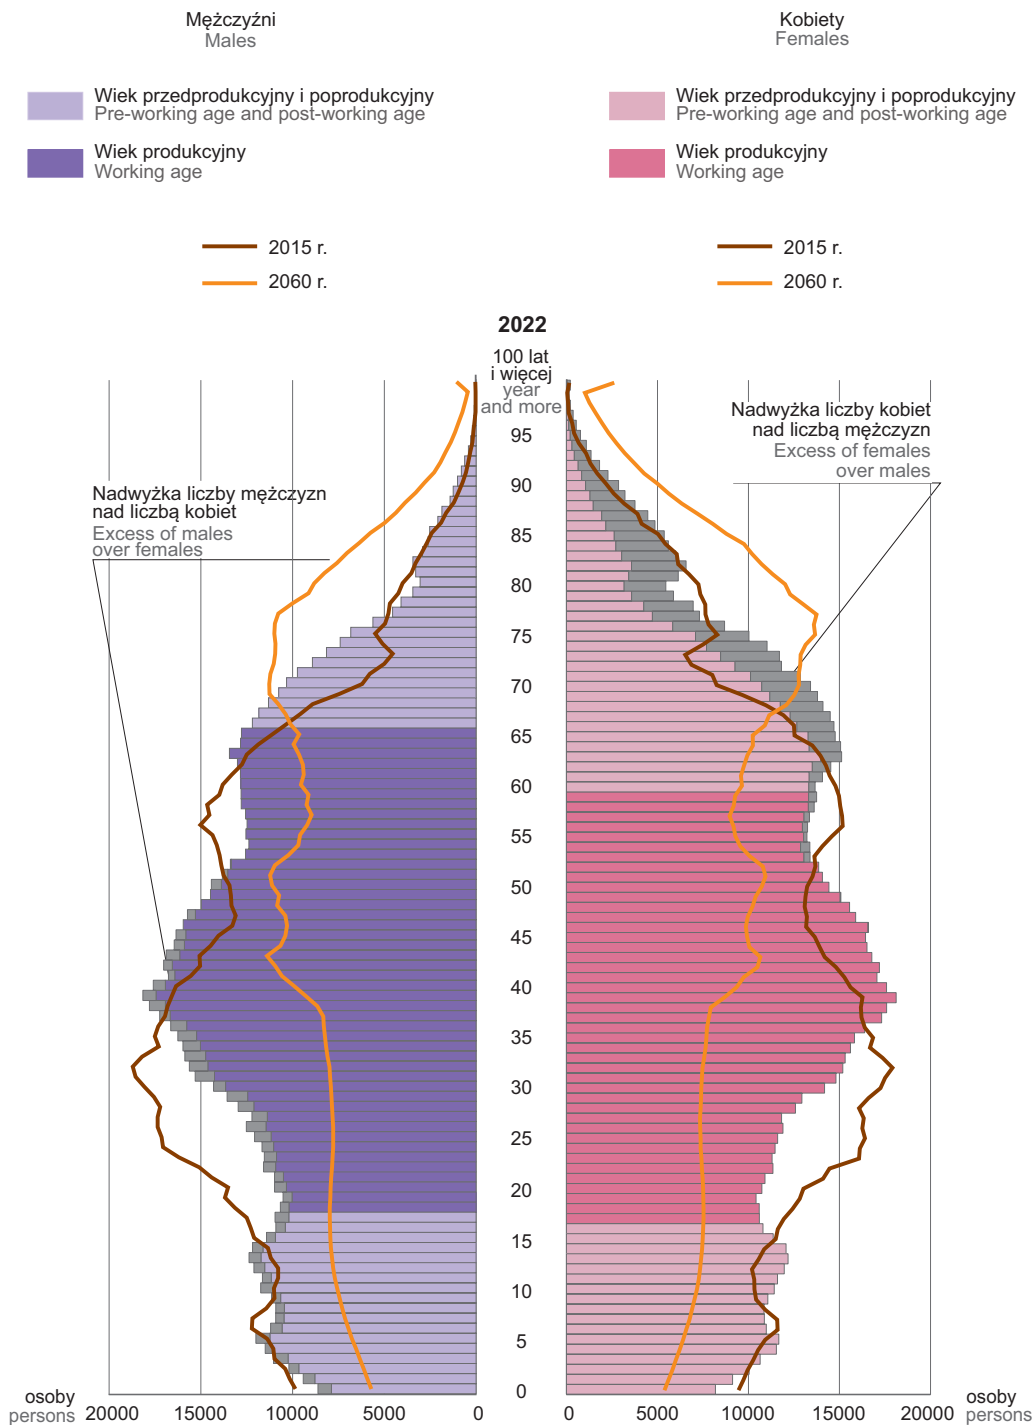 Mężczyźni
Males
Kobiety
Females
Wiek przedprodukcyjny i poprodukcyjny
Pre-working age and post-working age
Wiek produkcyjny
Working age
Wiek przedprodukcyjny i poprodukcyjny
Pre-working age and post-working age
Wiek produkcyjny
Working age
2015 r.
2060 r.
2015 r.
2060 r.
2022
100 lat
i więcej
year
and more
Nadwyżka liczby mężczyzn
nad liczbą kobiet
Excess of males
over females
Nadwyżka liczby kobiet
nad liczbą mężczyzn
Excess of females
over males
95
90
85
80
75
70
65
60
55
50
45
40
35
30
25
20
15
10
5
0
osoby
persons
20000 15000 10000 5000 0
0 5000 10000 15000 20000
osoby
persons